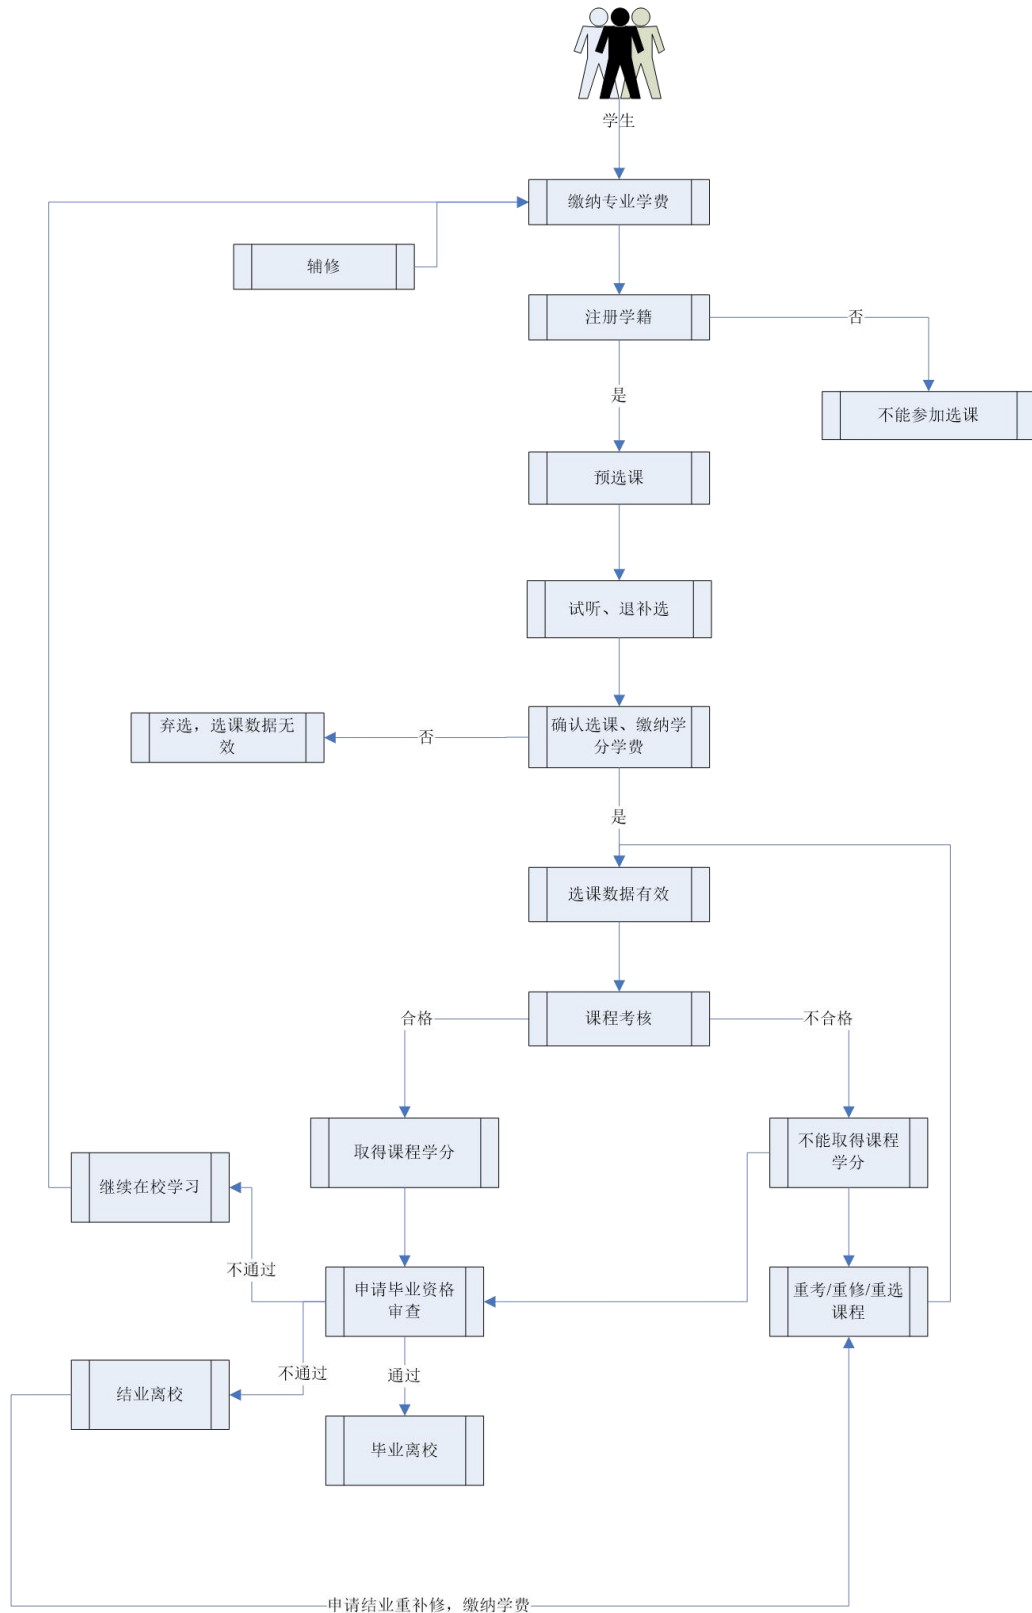 学生
缴纳专业学费
辅修
注册学籍
否
不能参加选课
是
预选课
试听、退补选
确认选课、缴纳学
分学费
否
弃选，选课数据无
效
是
选课数据有效
课程考核
合格
不合格
取得课程学分
不能取得课程
学分
继续在校学习
不通过
申请毕业资格
审查
重考/重修/重选
课程
不通过
通过
结业离校
毕业离校
申请结业重补修，缴纳学费